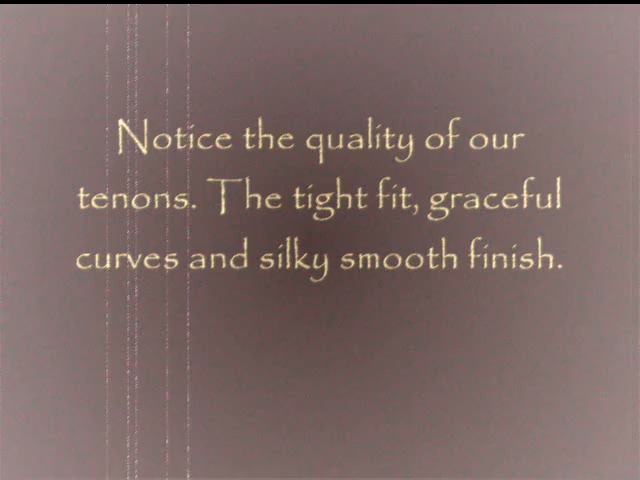 Notice the quality of our
tenons. The tight fit, graceful
curves and silky smooth finish.